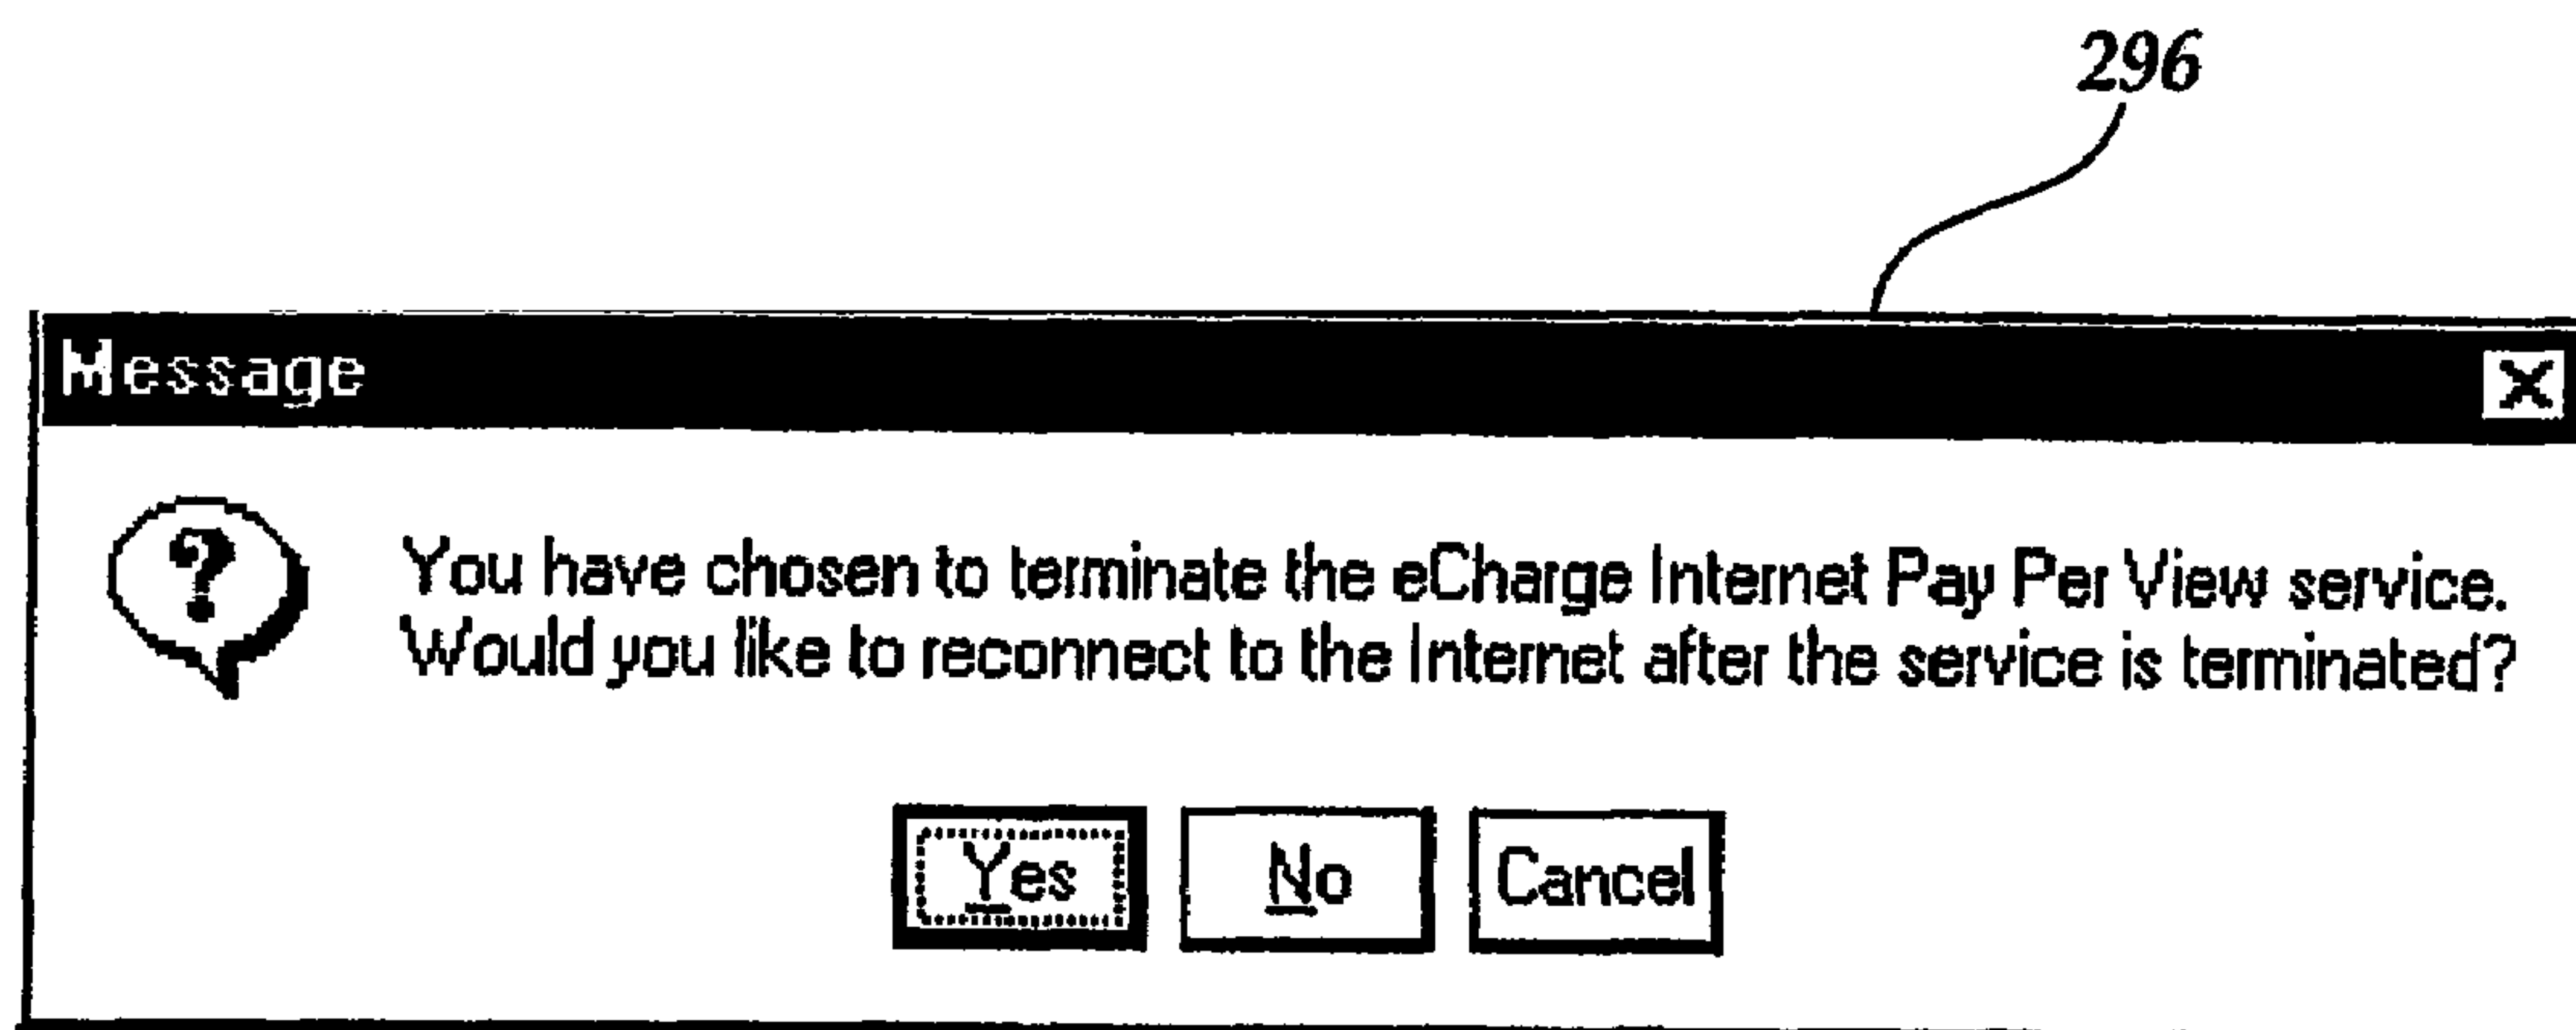 296
Message
You have chosen to terminate the eCharge Internet Pay Per View service.
Would you like to reconnect to the Internet after the service is terminated?
Yes No Cancel